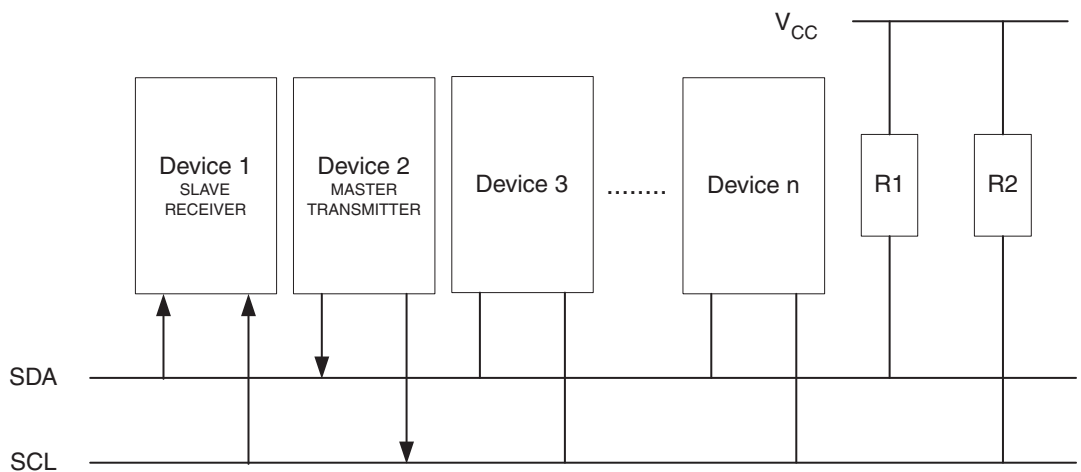 VCC
Device 1
SLAVE
RECEIVER
Device 2
MASTER
TRANSMITTER
Device 3
........
Device n
R1
R2
SDA
SCL